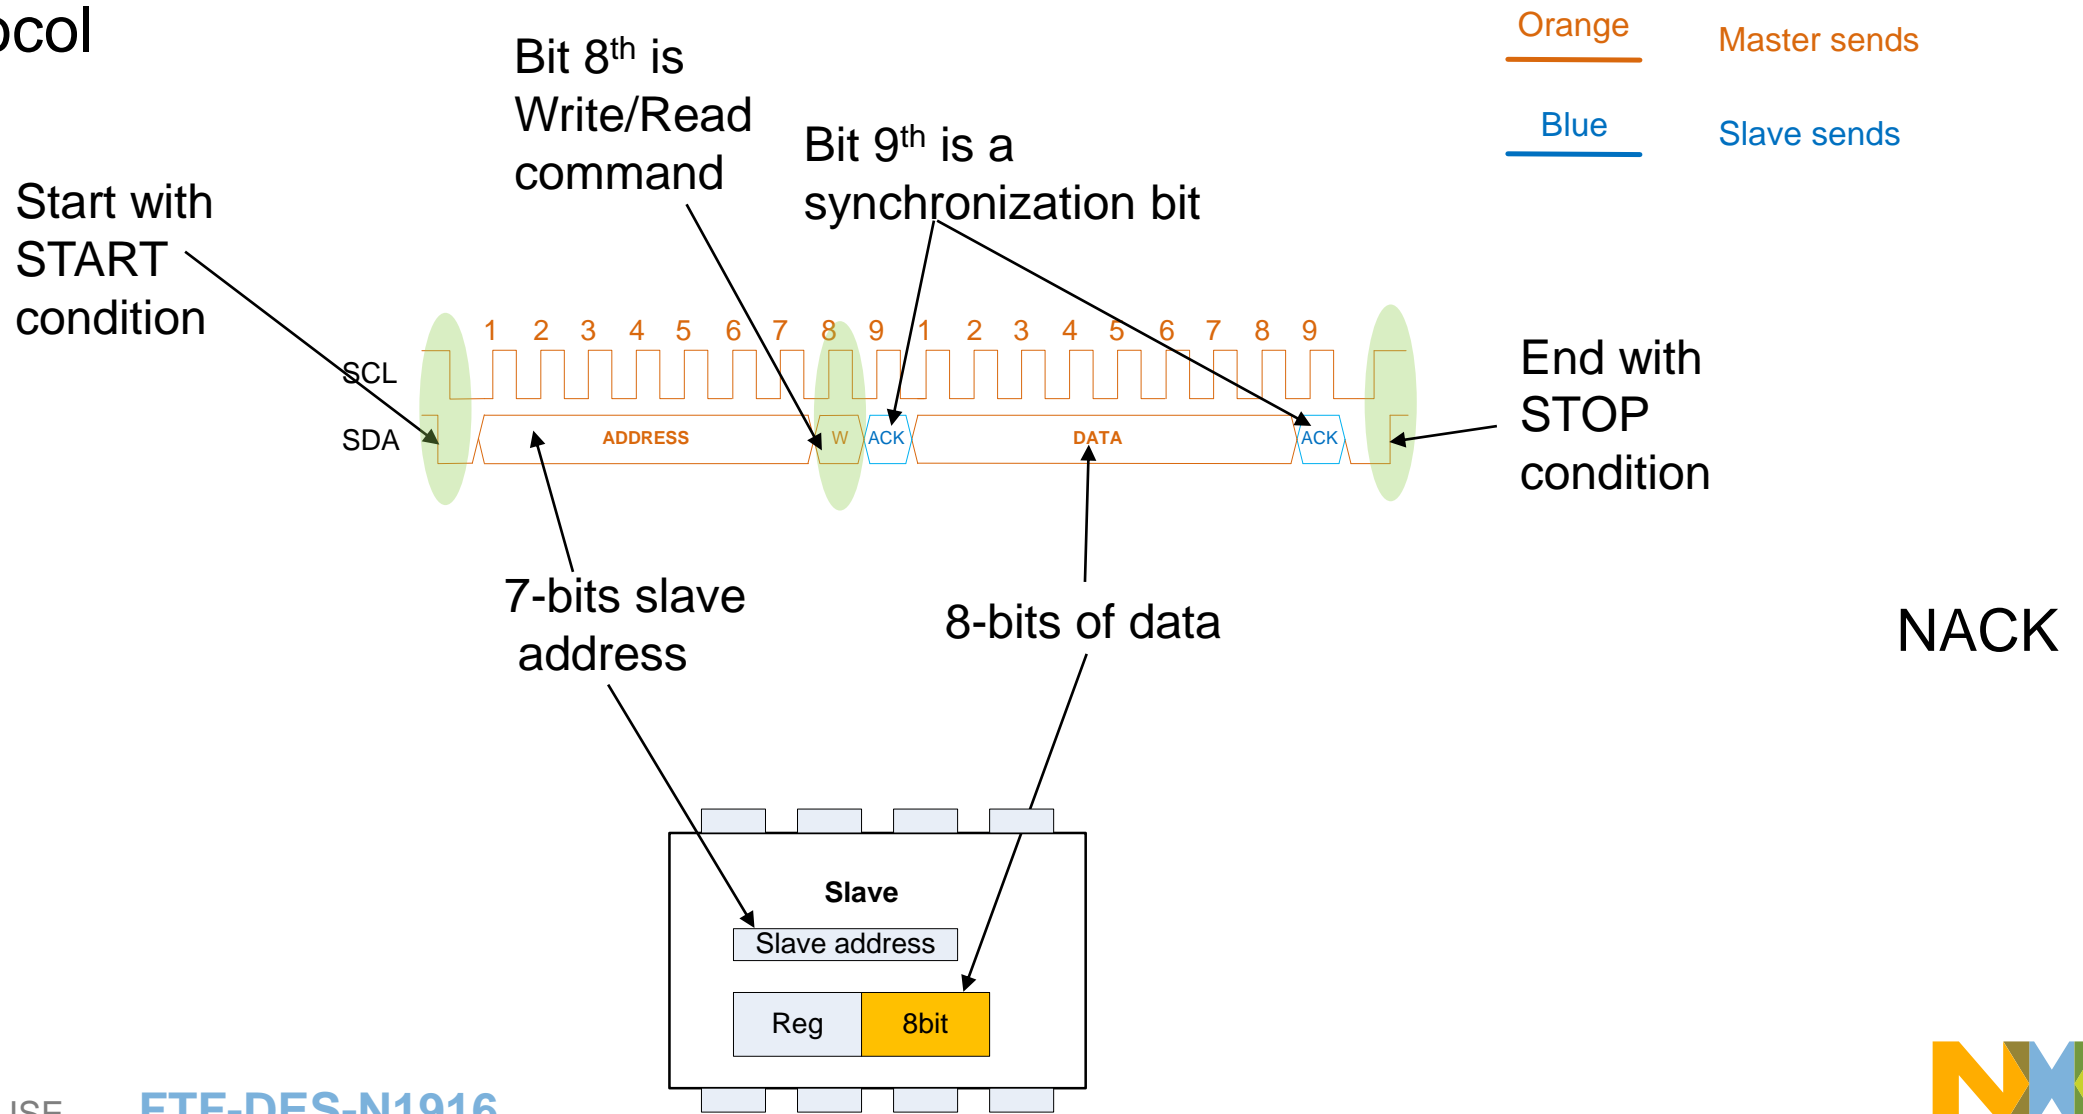 ocol
Orange
Master sends
Blue
Slave sends
Bit 8th is
Write/Read
command
Bit 9th is a
synchronization bit
Start with
START
condition
1 2 3 4 5 6 7 8 9 1 2 3 4 5 6 7 8 9
SCL
SDA
ADDRESS W ACK DATA ACK
End with
STOP
condition
7-bits slave
address
8-bits of data
NACK
Slave
Slave address
Reg 8bit
USE
FTF-DES-N1916